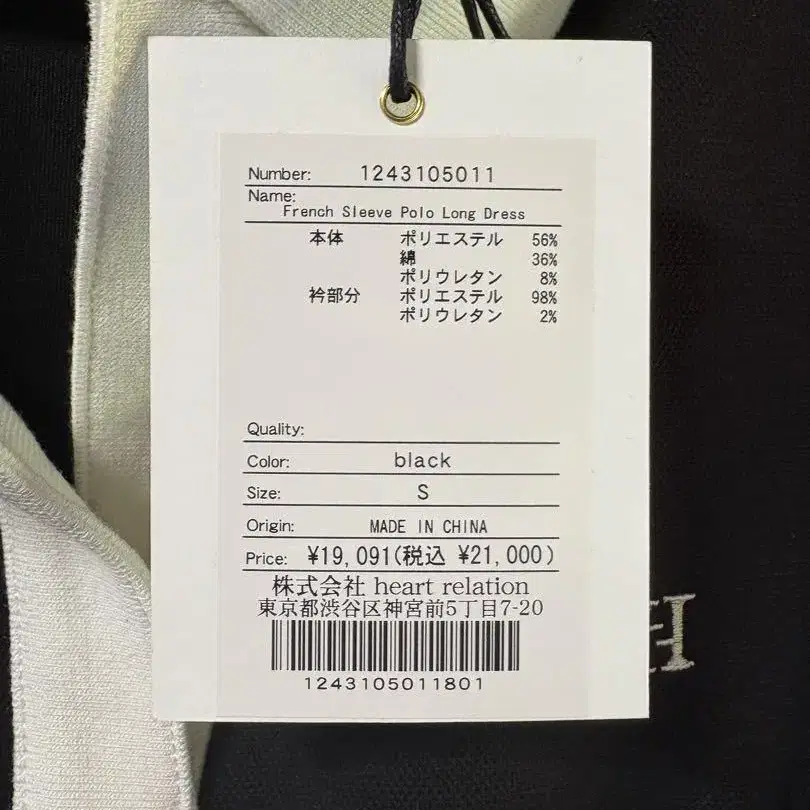 Number: 1243105011
Name:
French Sleeve Polo Long Dress
本体 ポリエステル 56%
綿 36%
ポリウレタン 8%
衿部分 ポリエステル 98%
ポリウレタン 2%
Quality:
Color: black
Size: S
Origin: MADE IN CHINA
Price: ¥19,091(税込 ¥21,000)
株式会社 heart relation
東京都渋谷区神宮前5丁目7-20
1243105011801
H